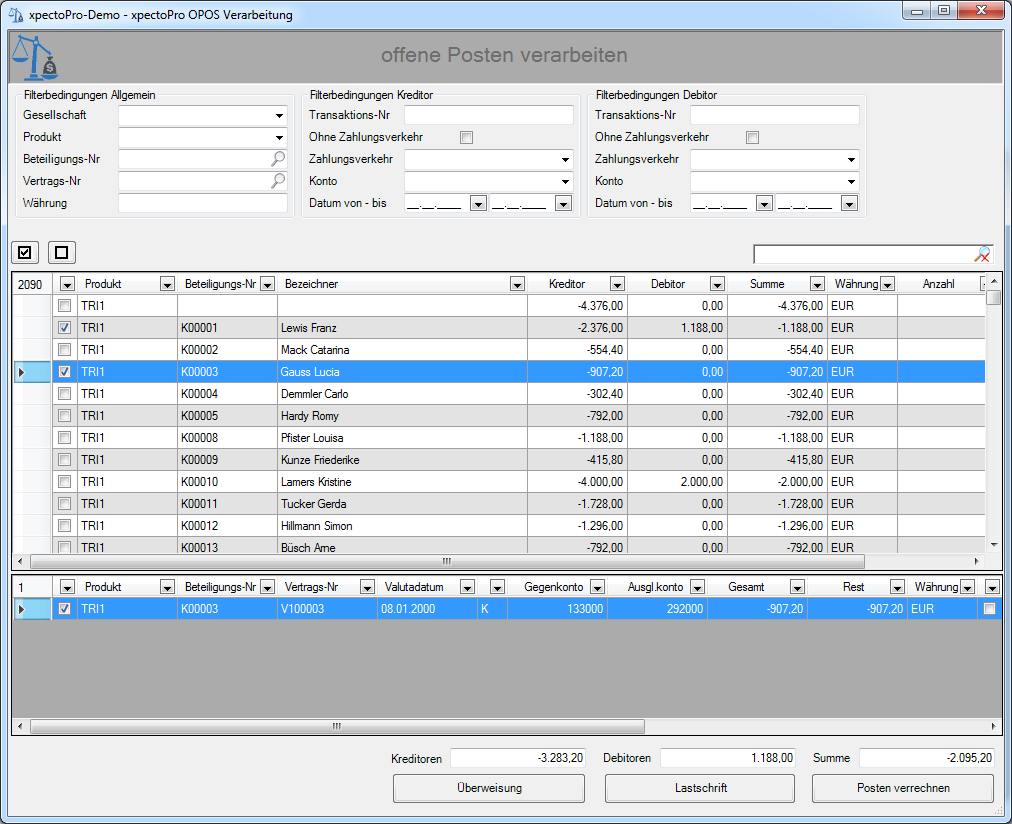 xpectoPro-Demo - xpectoPro OPOS Verarbeitung
offene Posten verarbeiten
Filterbedingungen Allgemein
Gesellschaft
Produkt
Beteiligungs-Nr
Vertrags-Nr
Währung
Filterbedingungen Kreditor
Transaktions-Nr
Ohne Zahlungsverkehr
Zahlungsverkehr
Konto
Datum von - bis __.__.____ __.__.____
Filterbedingungen Debitor
Transaktions-Nr
Ohne Zahlungsverkehr
Zahlungsverkehr
Konto
Datum von - bis __.__.____ __.__.____
2090 Produkt Beteiligungs-Nr Bezeichner Kreditor Debitor Summe Währung Anzahl
TRI1 -4.376,00 0,00 -4.376,00 EUR
TRI1 K00001 Lewis Franz -2.376,00 1.188,00 -1.188,00 EUR
TRI1 K00002 Mack Catarina -554,40 0,00 -554,40 EUR
TRI1 K00003 Gauss Lucia -907,20 0,00 -907,20 EUR
TRI1 K00004 Demmler Carlo -302,40 0,00 -302,40 EUR
TRI1 K00005 Hardy Romy -792,00 0,00 -792,00 EUR
TRI1 K00008 Pfister Louisa -1.188,00 0,00 -1.188,00 EUR
TRI1 K00009 Kunze Friederike -415,80 0,00 -415,80 EUR
TRI1 K00010 Lamers Kristine -4.000,00 2.000,00 -2.000,00 EUR
TRI1 K00011 Tucker Gerda -1.728,00 0,00 -1.728,00 EUR
TRI1 K00012 Hillmann Simon -1.296,00 0,00 -1.296,00 EUR
TRI1 K00013 Büsch Arne -792,00 0,00 -792,00 EUR
1 Produkt Beteiligungs-Nr Vertrags-Nr Valutadatum Gegenkonto Ausgl.konto Gesamt Rest Währung
TRI1 K00003 V100003 08.01.2000 K 133000 292000 -907,20 -907,20 EUR
Kreditoren -3.283,20 Debitoren 1.188,00 Summe -2.095,20
Überweisung Lastschrift Posten verrechnen